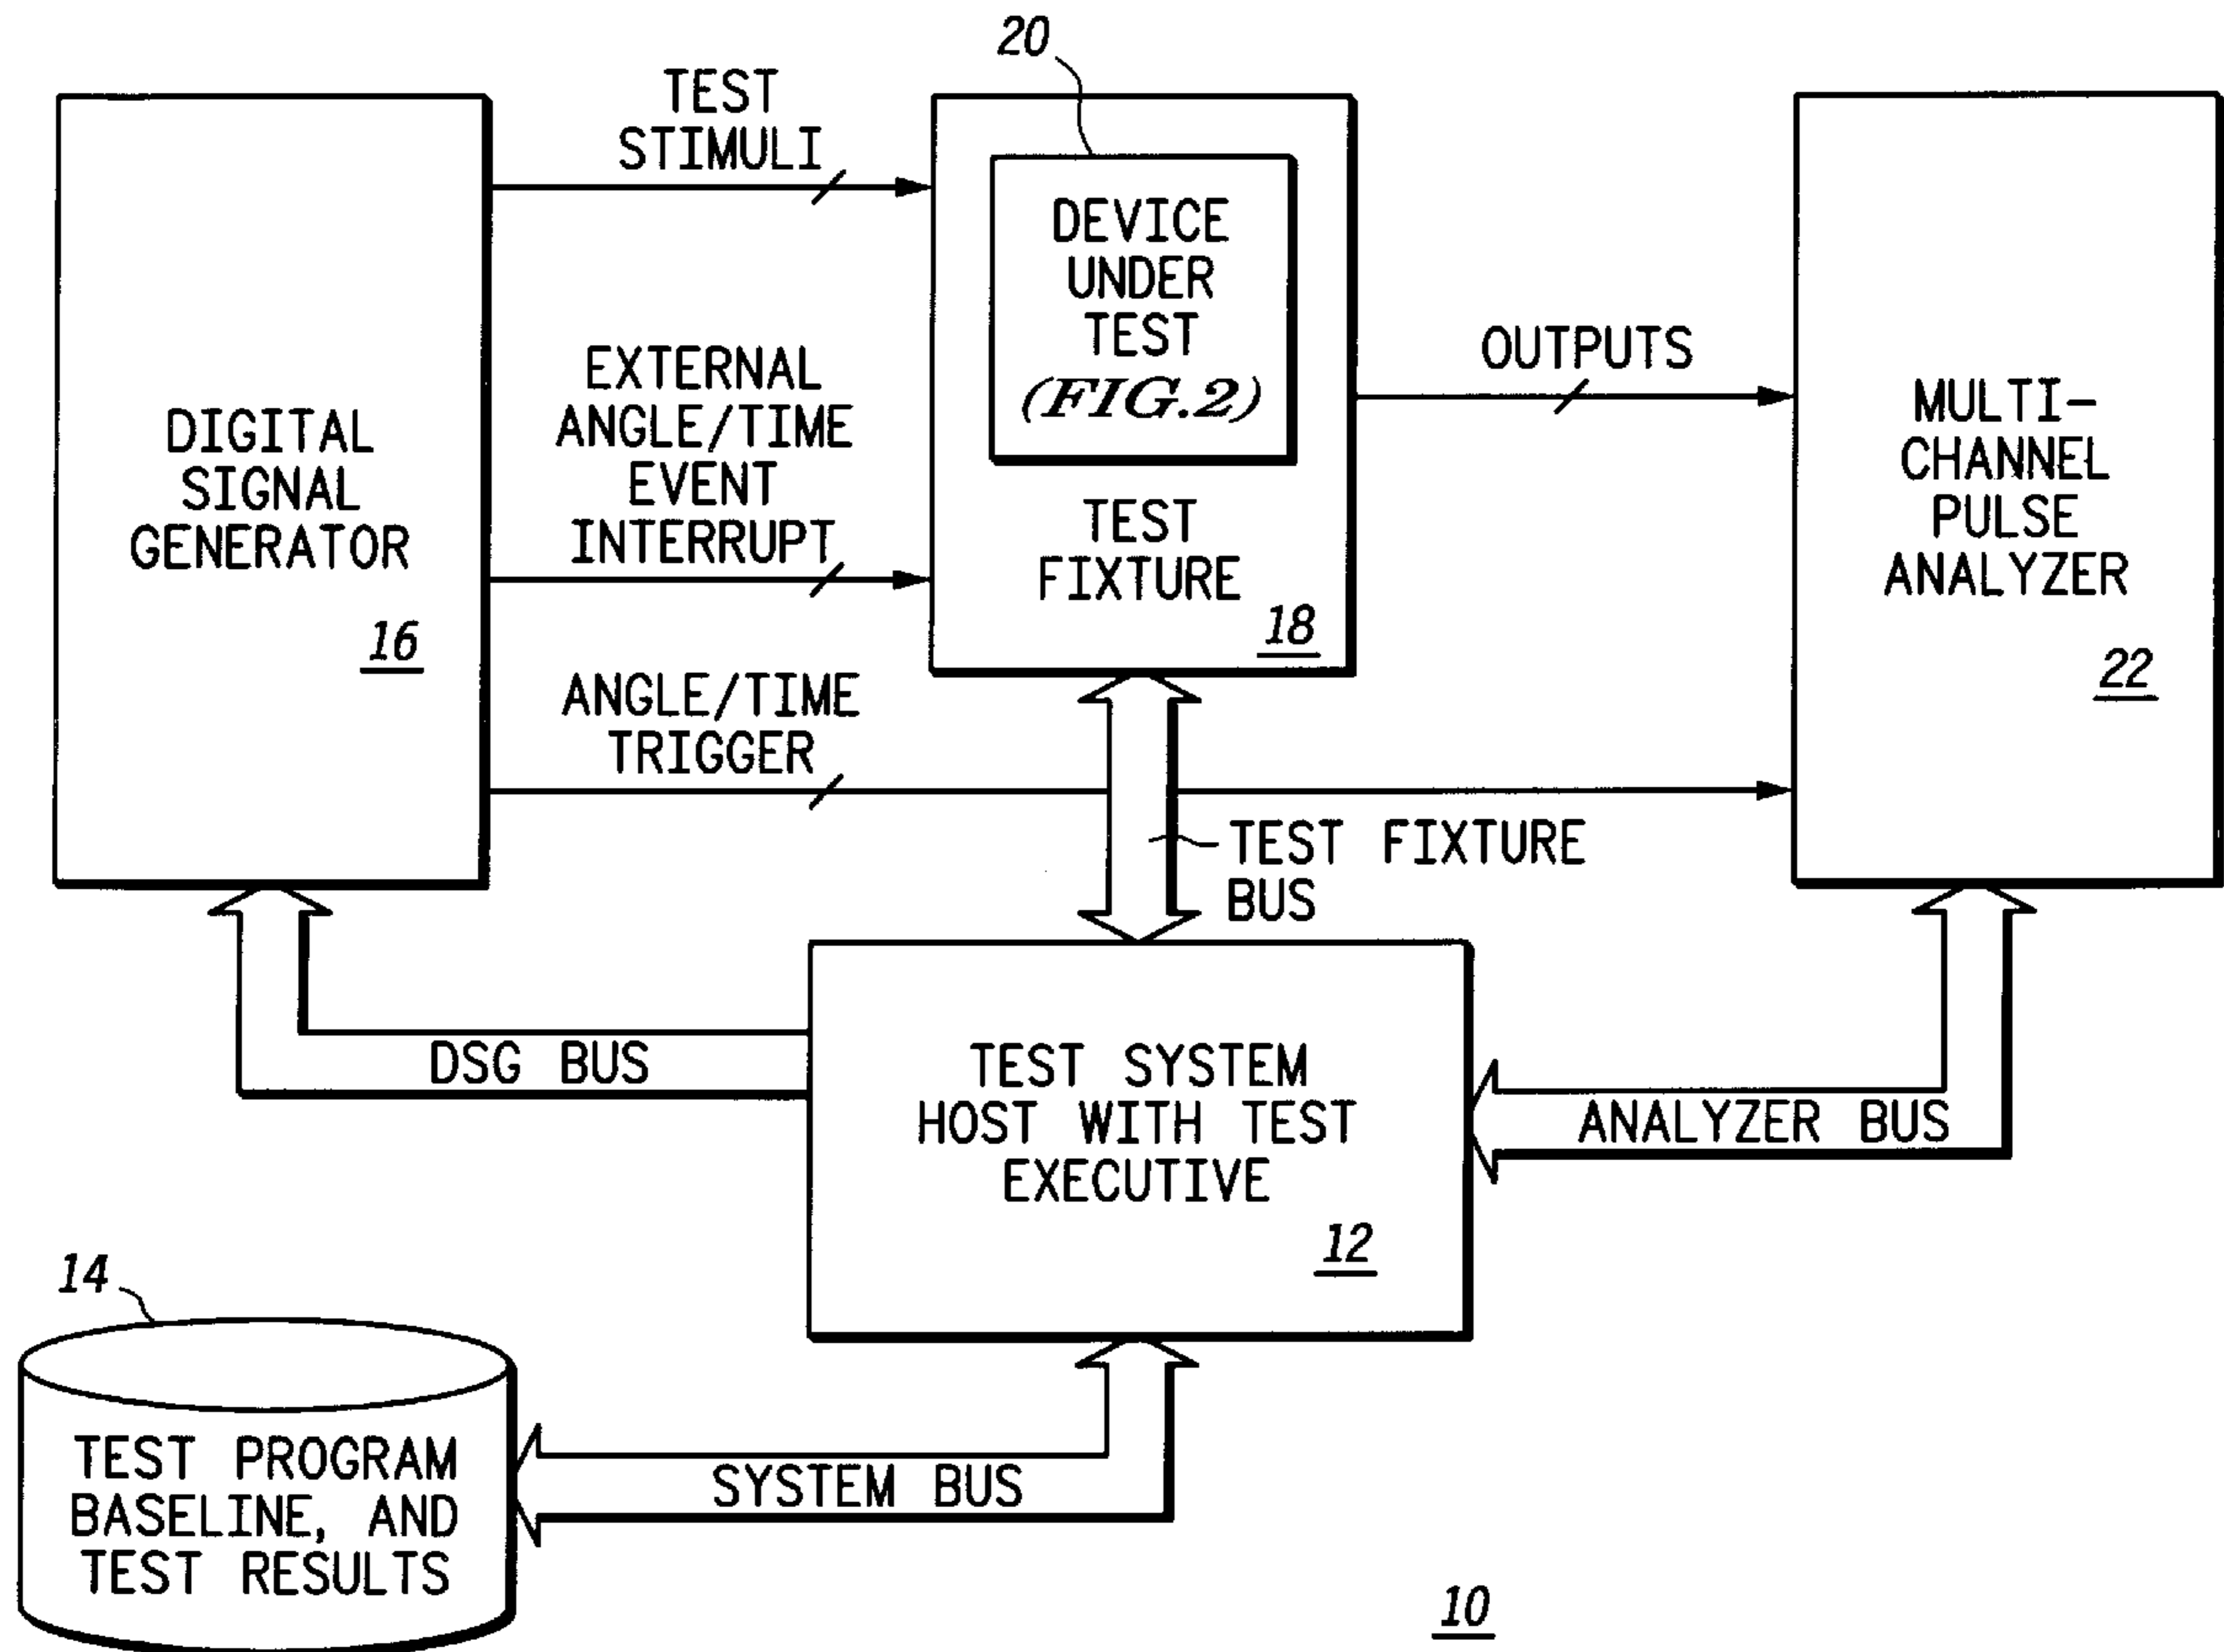 20
TEST
STIMULI
DEVICE
UNDER
TEST
(FIG.2)
EXTERNAL
ANGLE/TIME
EVENT
INTERRUPT
OUTPUTS
DIGITAL
SIGNAL
GENERATOR
16
TEST
FIXTURE
18
MULTI-
CHANNEL
PULSE
ANALYZER
22
ANGLE/TIME
TRIGGER
TEST FIXTURE
BUS
DSG BUS
TEST SYSTEM
HOST WITH TEST
EXECUTIVE
12
ANALYZER BUS
14
TEST PROGRAM
BASELINE, AND
TEST RESULTS
SYSTEM BUS
10